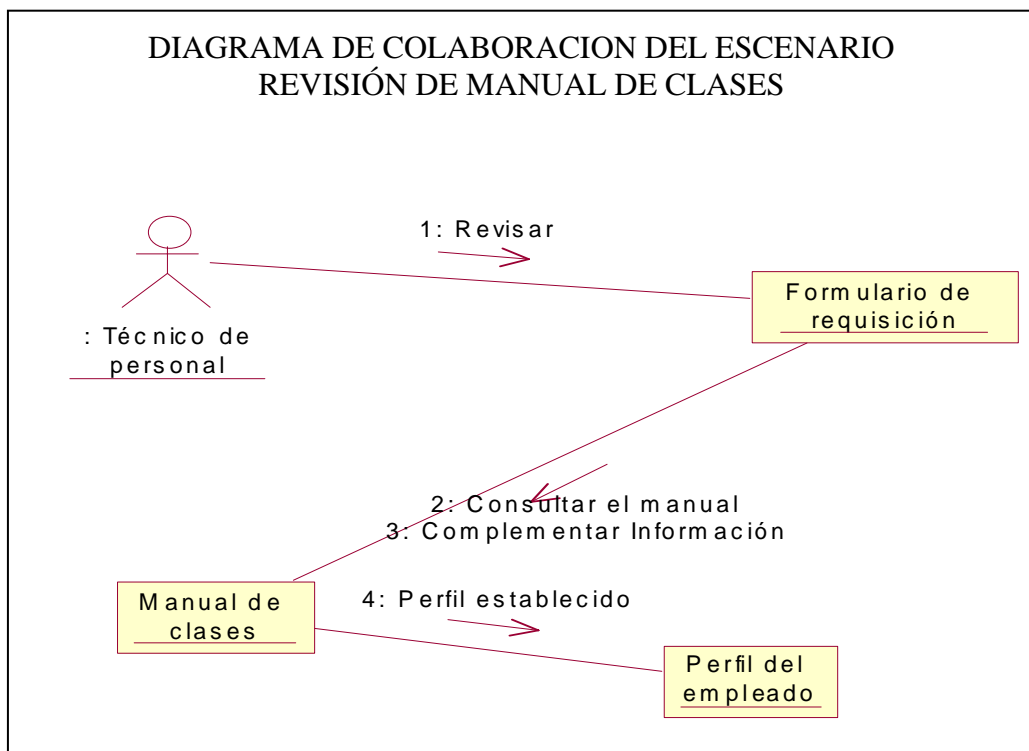 DIAGRAMA DE COLABORACION DEL ESCENARIO
REVISIÓN DE MANUAL DE CLASES
1: Revisar
Formulario de
requisición
: Técnico de
personal
2: Consultar el manual
3: Complementar Información
Manual de
clases
4: Perfil establecido
Perfil del
empleado